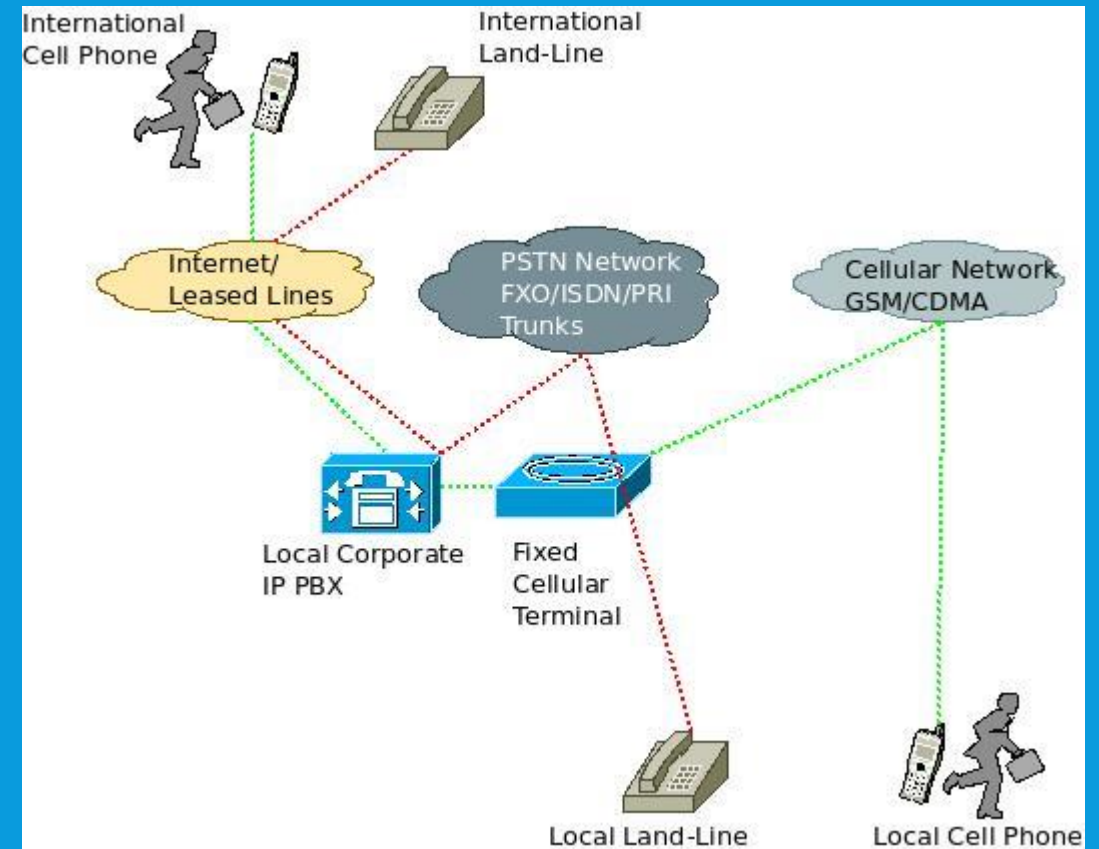 International
Cell Phone
International
Land-Line
Internet/
Leased Lines
PSTN Network
FXO/ISDN/PRI
Trunks
Cellular Network
GSM/CDMA
Local Corporate
IP PBX
Fixed
Cellular
Terminal
Local Land-Line
Local Cell Phone